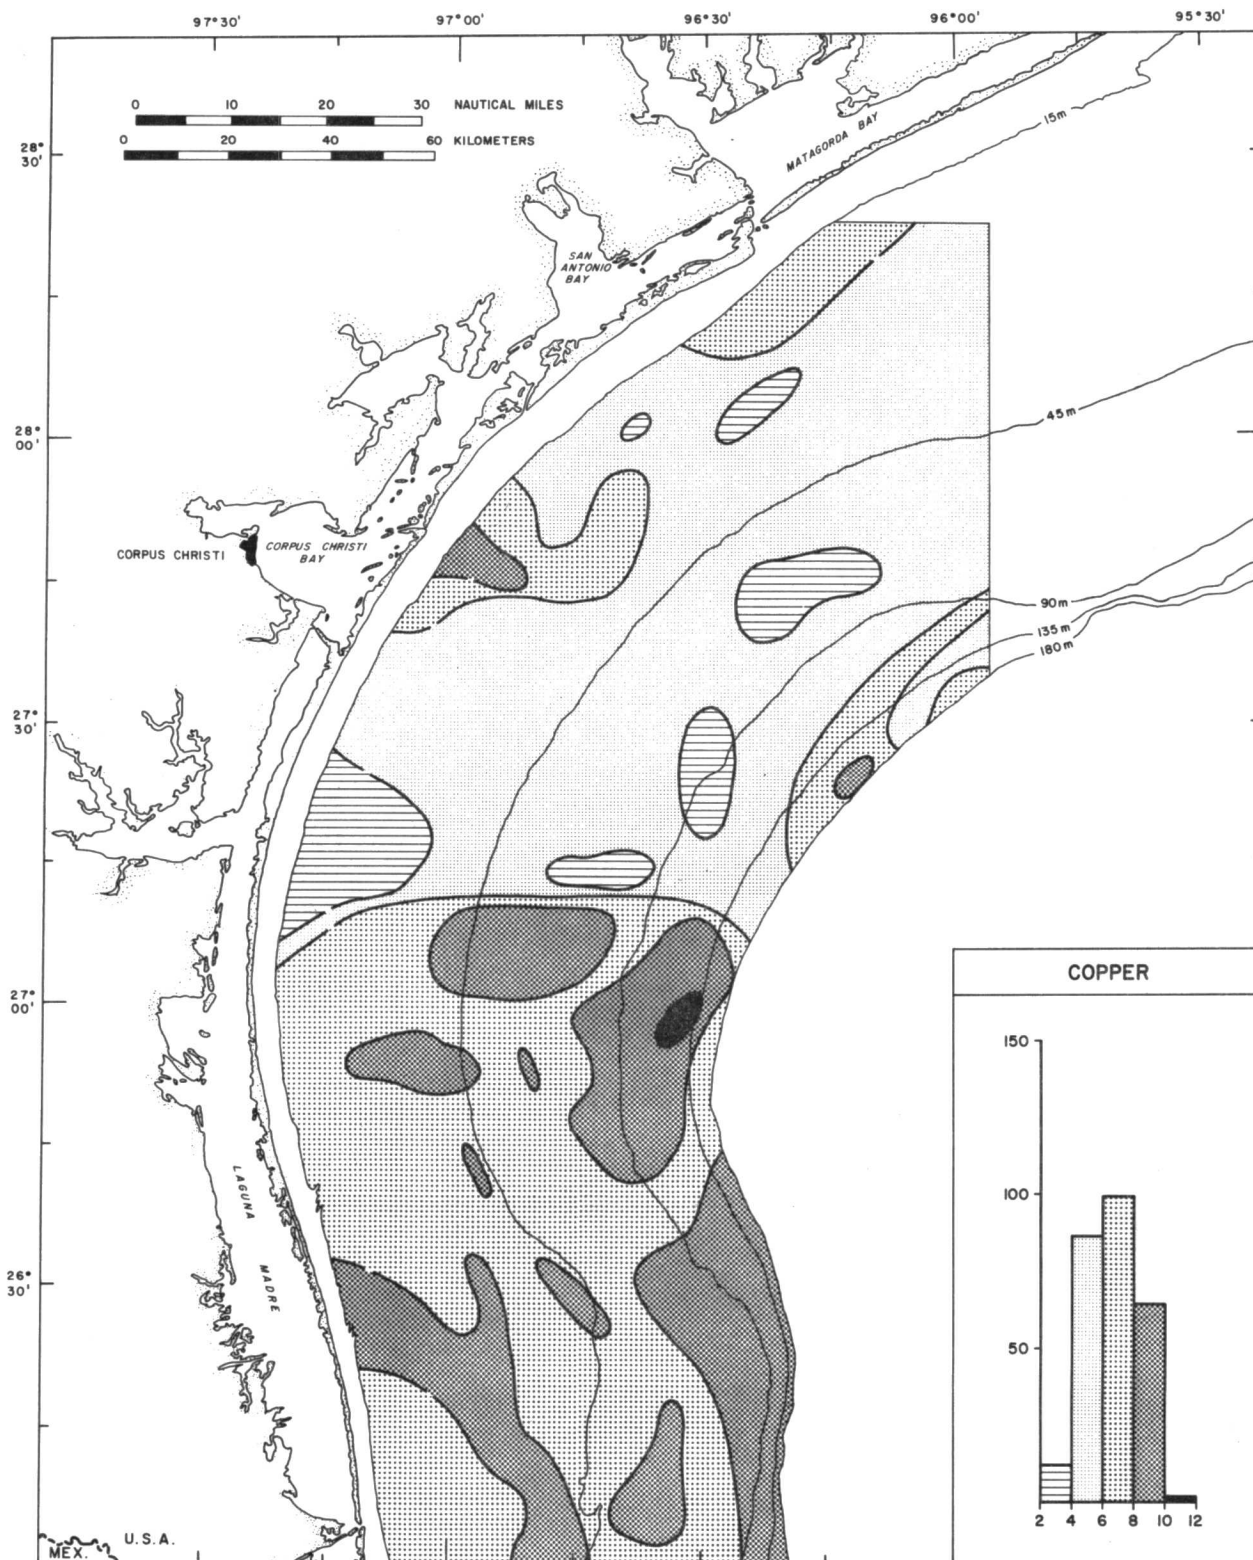 97°30'
97°00'
96°30'
96°00'
95°30'
0 10 20 30 NAUTICAL MILES
0 20 40 60 KILOMETERS
28°
30'
MATAGORDA BAY
15m
SAN
ANTONIO
BAY
28°
00'
45m
CORPUS CHRISTI
CORPUS CHRISTI
BAY
90m
135m
180m
27°
30'
27°
00'
COPPER
150
100
50
2 4 6 8 10 12
LAGUNA MADRE
26°
30'
U.S.A.
MEX.